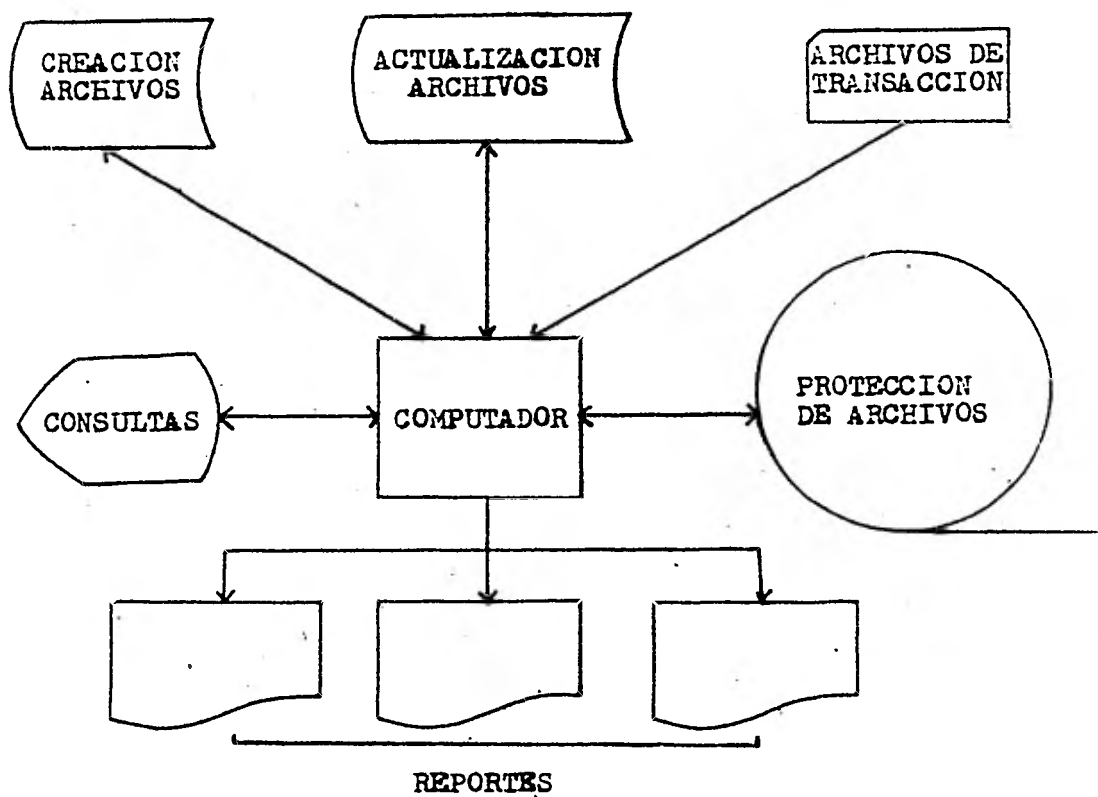 CREACION
ARCHIVOS
ACTUALIZACION
ARCHIVOS
ARCHIVOS DE
TRANSACCION
CONSULTAS
COMPUTADOR
PROTECCION
DE ARCHIVOS
REPORTES